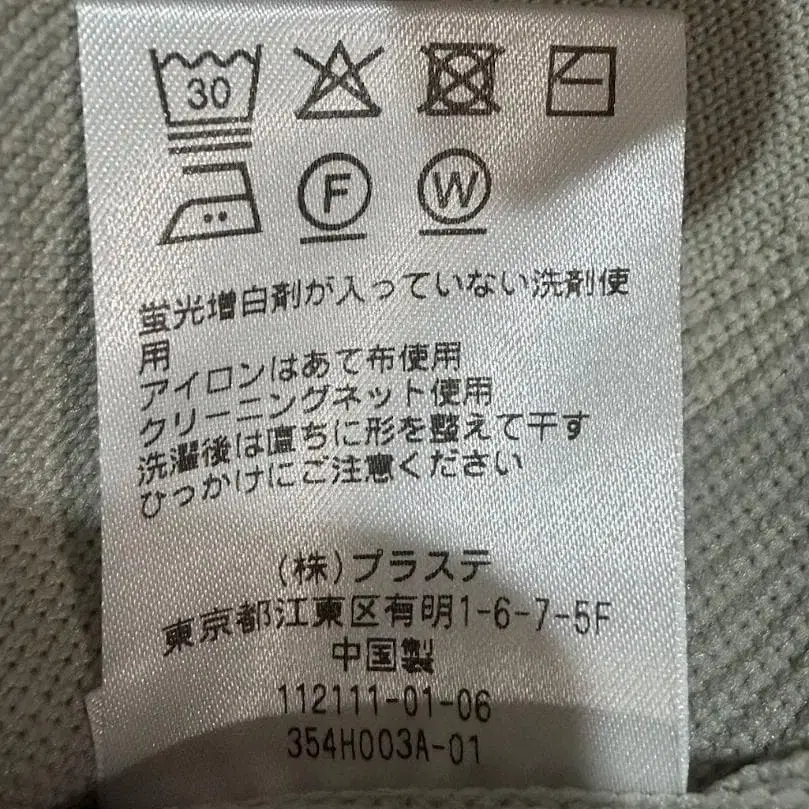 30
F W
蛍光増白剤が入っていない洗剤使
用
アイロンはあて布使用
クリーニングネット使用
洗濯後は直ちに形を整えて干す
ひっかけにご注意ください
(株)プラステ
東京都江東区有明1-6-7-5F
中国製
112111-01-06
354H003A-01